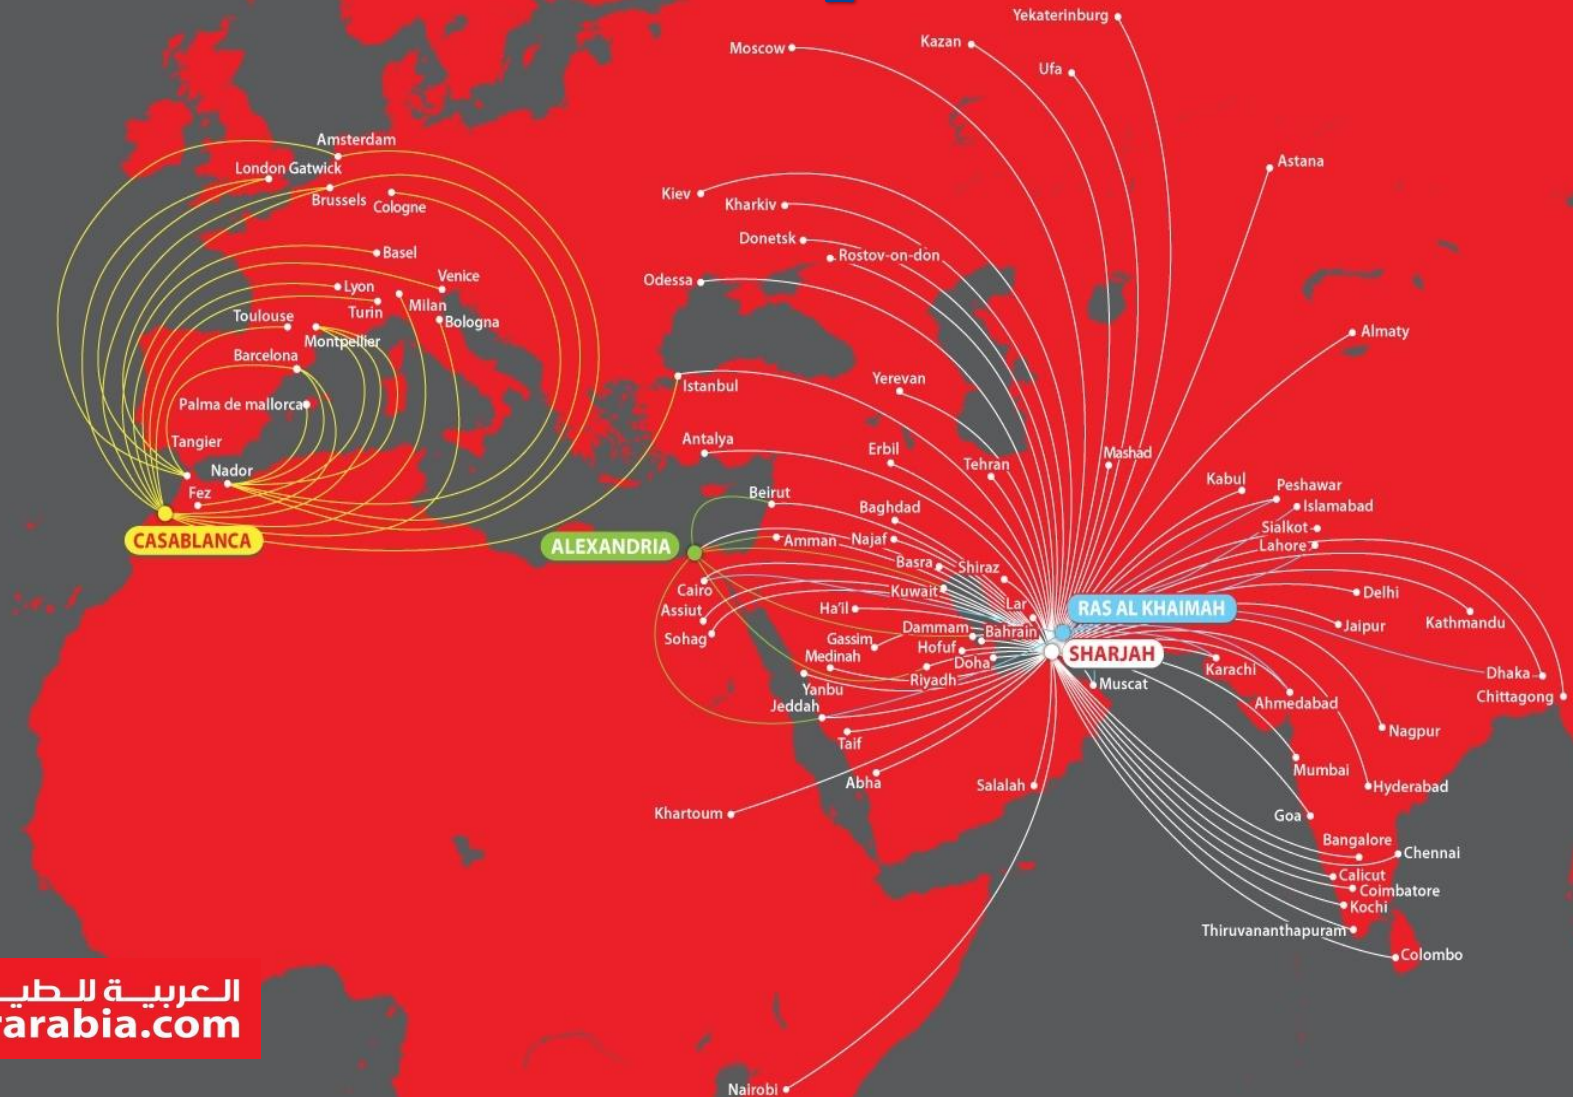 Yekaterinburg
Kazan
Moscow
Ufa
Amsterdam
London Gatwick
Brussels
Cologne
Astana
Kiev
Kharkiv
Donetsk
Rostov-on-don
Basel
Venice
Odessa
Lyon
Milan
Turin
Toulouse
Bologna
Montpellier
Almaty
Barcelona
Yerevan
Istanbul
Palma de mallorca
Tangier
Antalya
Erbil
Mashad
Tehran
Nador
Fez
Kabul
Peshawar
Beirut
Islamabad
Baghdad
Sialkot
CASABLANCA
ALEXANDRIA
Amman
Najaf
Lahore
Basra
Shiraz
Cairo
Kuwait
Delhi
Lar
RAS AL KHAIMAH
Assiut
Ha'il
Kathmandu
Jaipur
Dammam
Bahrain
Sohag
Gassim
Hofuf
SHARJAH
Medinah
Doha
Karachi
Dhaka
Riyadh
Muscat
Yanbu
Chittagong
Jeddah
Ahmedabad
Nagpur
Taif
Mumbai
Abha
Salalah
Hyderabad
Khartoum
Goa
Bangalore
Chennai
Calicut
Coimbatore
Kochi
Thiruvananthapuram
Colombo
العربية للطيـ
rarabia.com
Nairobi